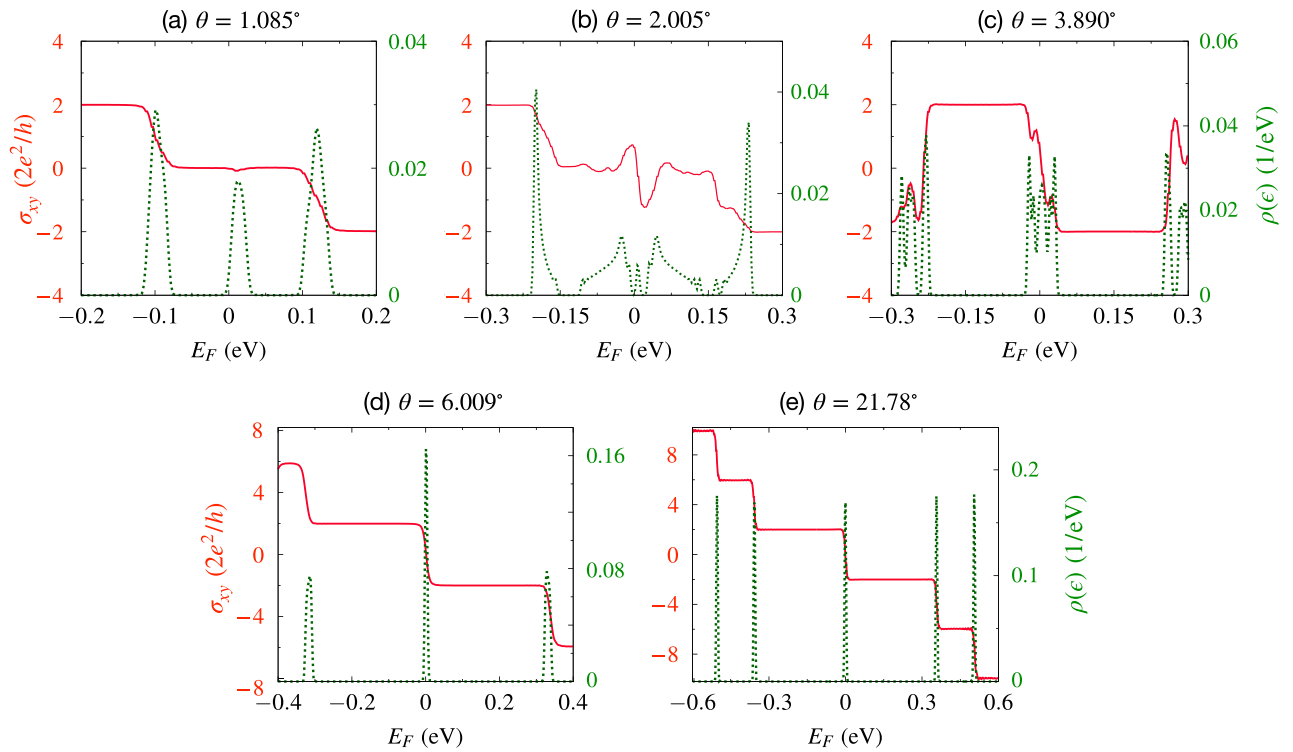 (a) θ = 1.085° (b) θ = 2.005° (c) θ = 3.890°
4 0.04 4 4 0.06
2 2 0.04 2 0.04
σxy (2e²/h) 0 0.02 0 0 ρ(ϵ) (1/eV)
−2 −2 0.02 −2 0.02
−4 0 −4 0 −4 0
−0.2 −0.1 0 0.1 0.2 −0.3 −0.15 0 0.15 0.3 −0.3 −0.15 0 0.15 0.3
E_F (eV) E_F (eV) E_F (eV)
(d) θ = 6.009° (e) θ = 21.78°
8 0.16 8 0.2
4 4
σxy (2e²/h) 0 0.08 0 0.1 ρ(ϵ) (1/eV)
−4 −4
−8 0 −8 0
−0.4 −0.2 0 0.2 0.4 −0.6 −0.3 0 0.3 0.6
E_F (eV) E_F (eV)